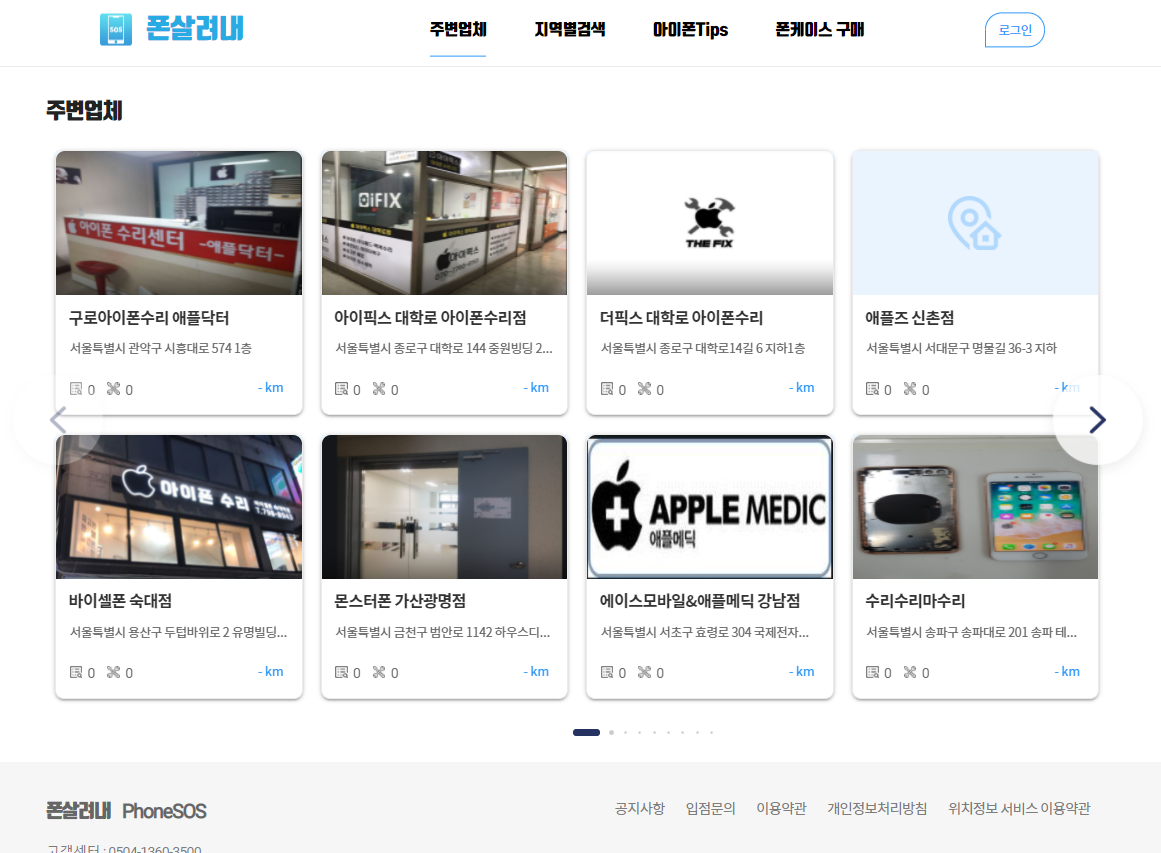 SOS 폰살려내
주변업체 지역별검색 아이폰Tips 폰케이스 구매
로그인
주변업체
아이폰 수리센터 -애플닥터-
iFIX
아이픽스
THE FIX
구로아이폰수리 애플닥터
서울특별시 관악구 시흥대로 574 1층
0 0 - km
아이픽스 대학로 아이폰수리점
서울특별시 종로구 대학로 144 중원빙딩 2...
0 0 - km
더픽스 대학로 아이폰수리
서울특별시 종로구 대학로14길 6 지하1층
0 0 - km
애플즈 신촌점
서울특별시 서대문구 명물길 36-3 지하
0 0 - km
아이폰 수리
T.798-8943
APPLE MEDIC
애플메딕
바이셀폰 숙대점
서울특별시 용산구 두텁바위로 2 유명빌딩...
0 0 - km
몬스터폰 가산광명점
서울특별시 금천구 범안로 1142 하우스디...
0 0 - km
에이스모바일&애플메딕 강남점
서울특별시 서초구 효령로 304 국제전자...
0 0 - km
수리수리마수리
서울특별시 송파구 송파대로 201 송파 테...
0 0 - km
폰살려내 PhoneSOS
공지사항 입점문의 이용약관 개인정보처리방침 위치정보 서비스 이용약관
고객센터 : 0504-1360-3500